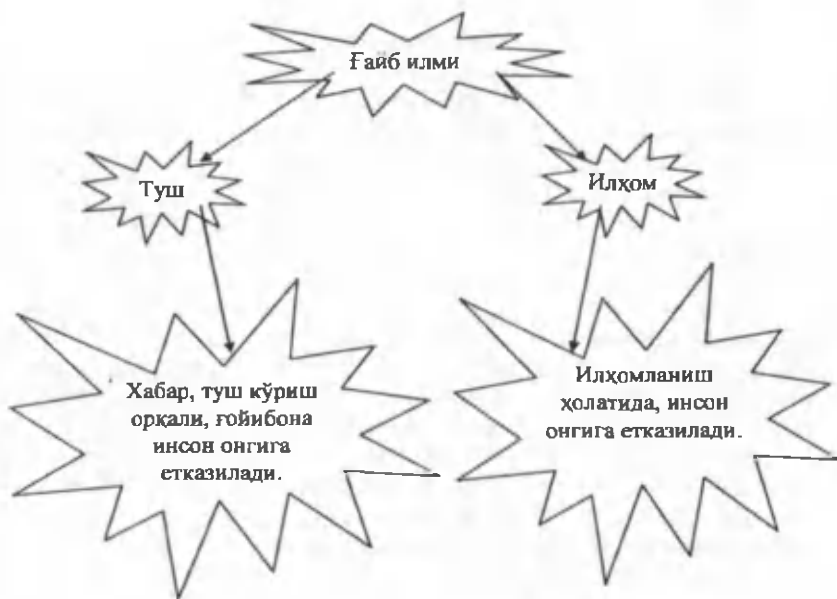 Ғайб илми
Туш
Илҳом
Хабар, туш кўриш
орқали, ғойибона
инсон онгига
етказилади.
Илҳомланиш
ҳолатида, инсон
онгига етказилади.